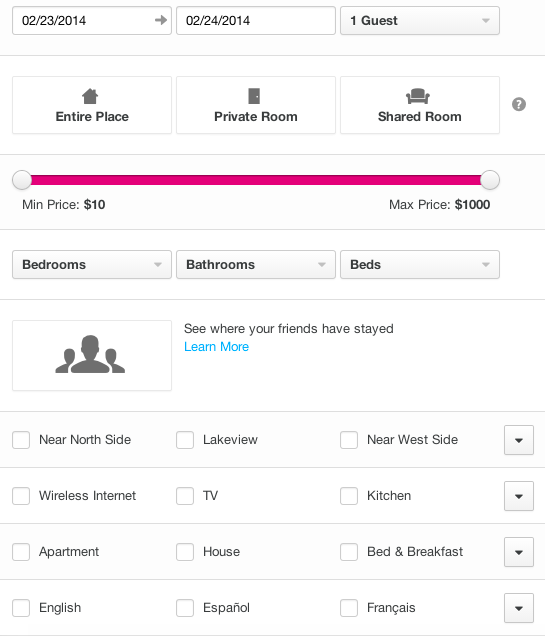 02/23/2014 02/24/2014 1 Guest
Entire Place Private Room Shared Room ?
Min Price: $10 Max Price: $1000
Bedrooms Bathrooms Beds
See where your friends have stayed
Learn More
Near North Side Lakeview Near West Side
Wireless Internet TV Kitchen
Apartment House Bed & Breakfast
English Español Français